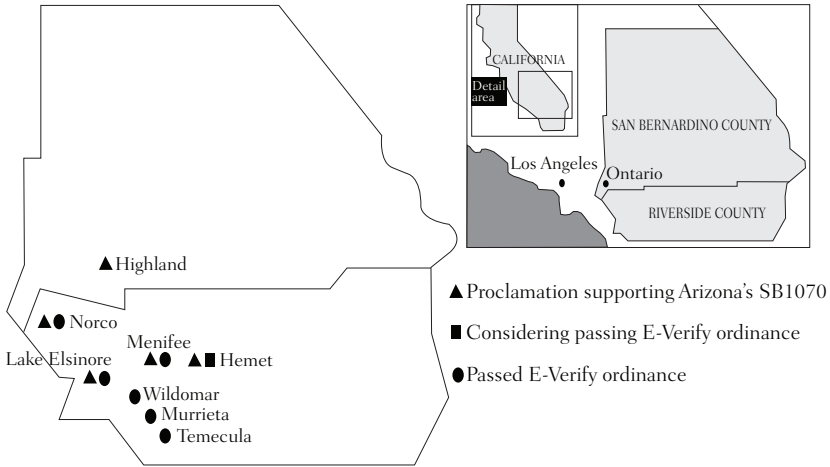 CALIFORNIA
Detail
area
SAN BERNARDINO COUNTY
Los Angeles
Ontario
RIVERSIDE COUNTY
Highland
Norco
Menifee
Lake Elsinore
Hemet
Wildomar
Murrieta
Temecula
Proclamation supporting Arizona's SB1070
Considering passing E-Verify ordinance
Passed E-Verify ordinance